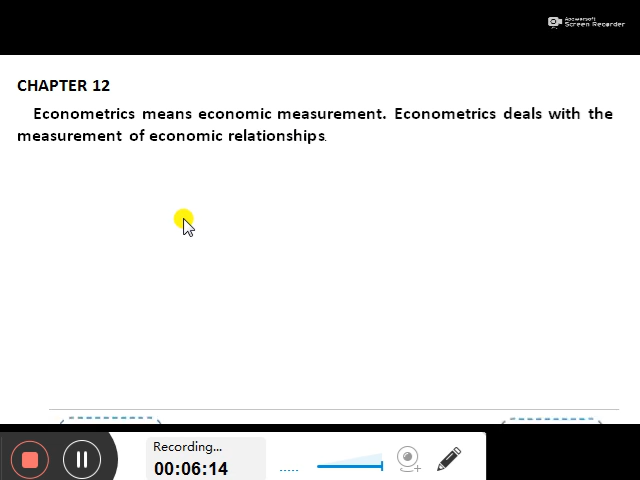 Apowersoft
Screen Recorder
CHAPTER 12
Econometrics means economic measurement. Econometrics deals with the
measurement of economic relationships.
Recording...
00:06:14